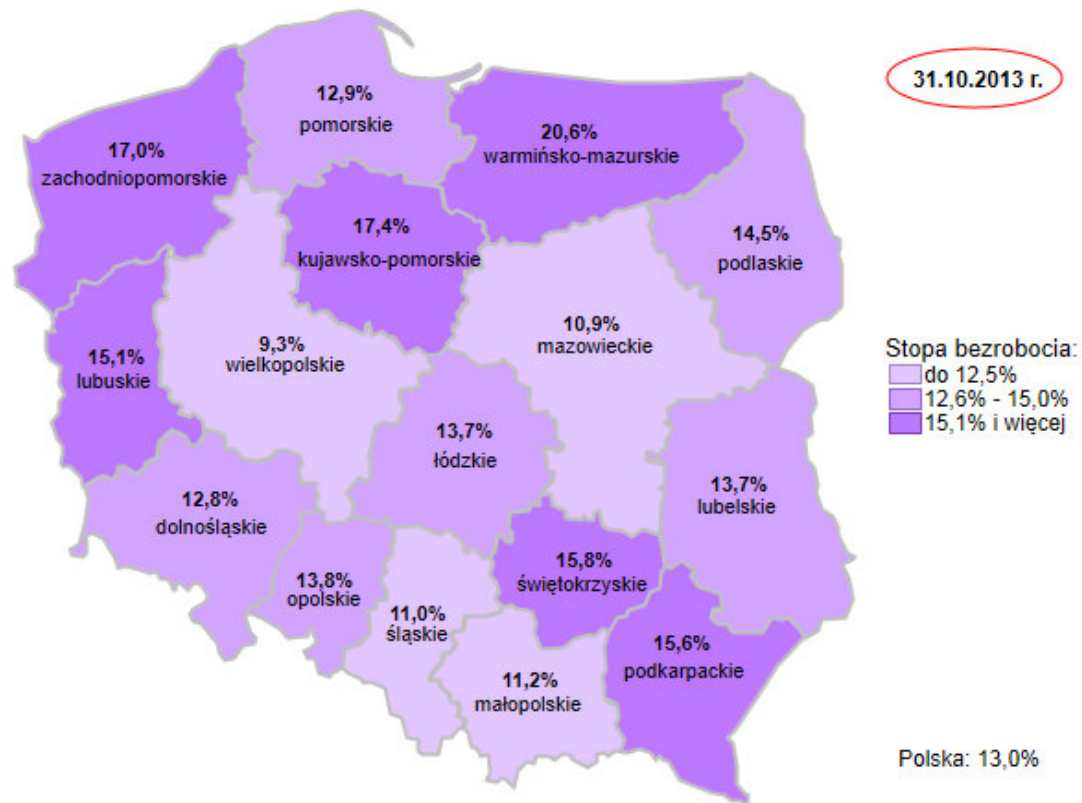 31.10.2013 r.
12,9%
pomorskie
20,6%
warmińsko-mazurskie
17,0%
zachodniopomorskie
17,4%
kujawsko-pomorskie
14,5%
podlaskie
9,3%
wielkopolskie
10,9%
mazowieckie
15,1%
lubuskie
Stopa bezrobocia:
do 12,5%
12,6% - 15,0%
15,1% i więcej
13,7%
łódzkie
12,8%
dolnośląskie
13,7%
lubelskie
13,8%
opolskie
15,8%
świętokrzyskie
11,0%
śląskie
15,6%
podkarpackie
11,2%
małopolskie
Polska: 13,0%